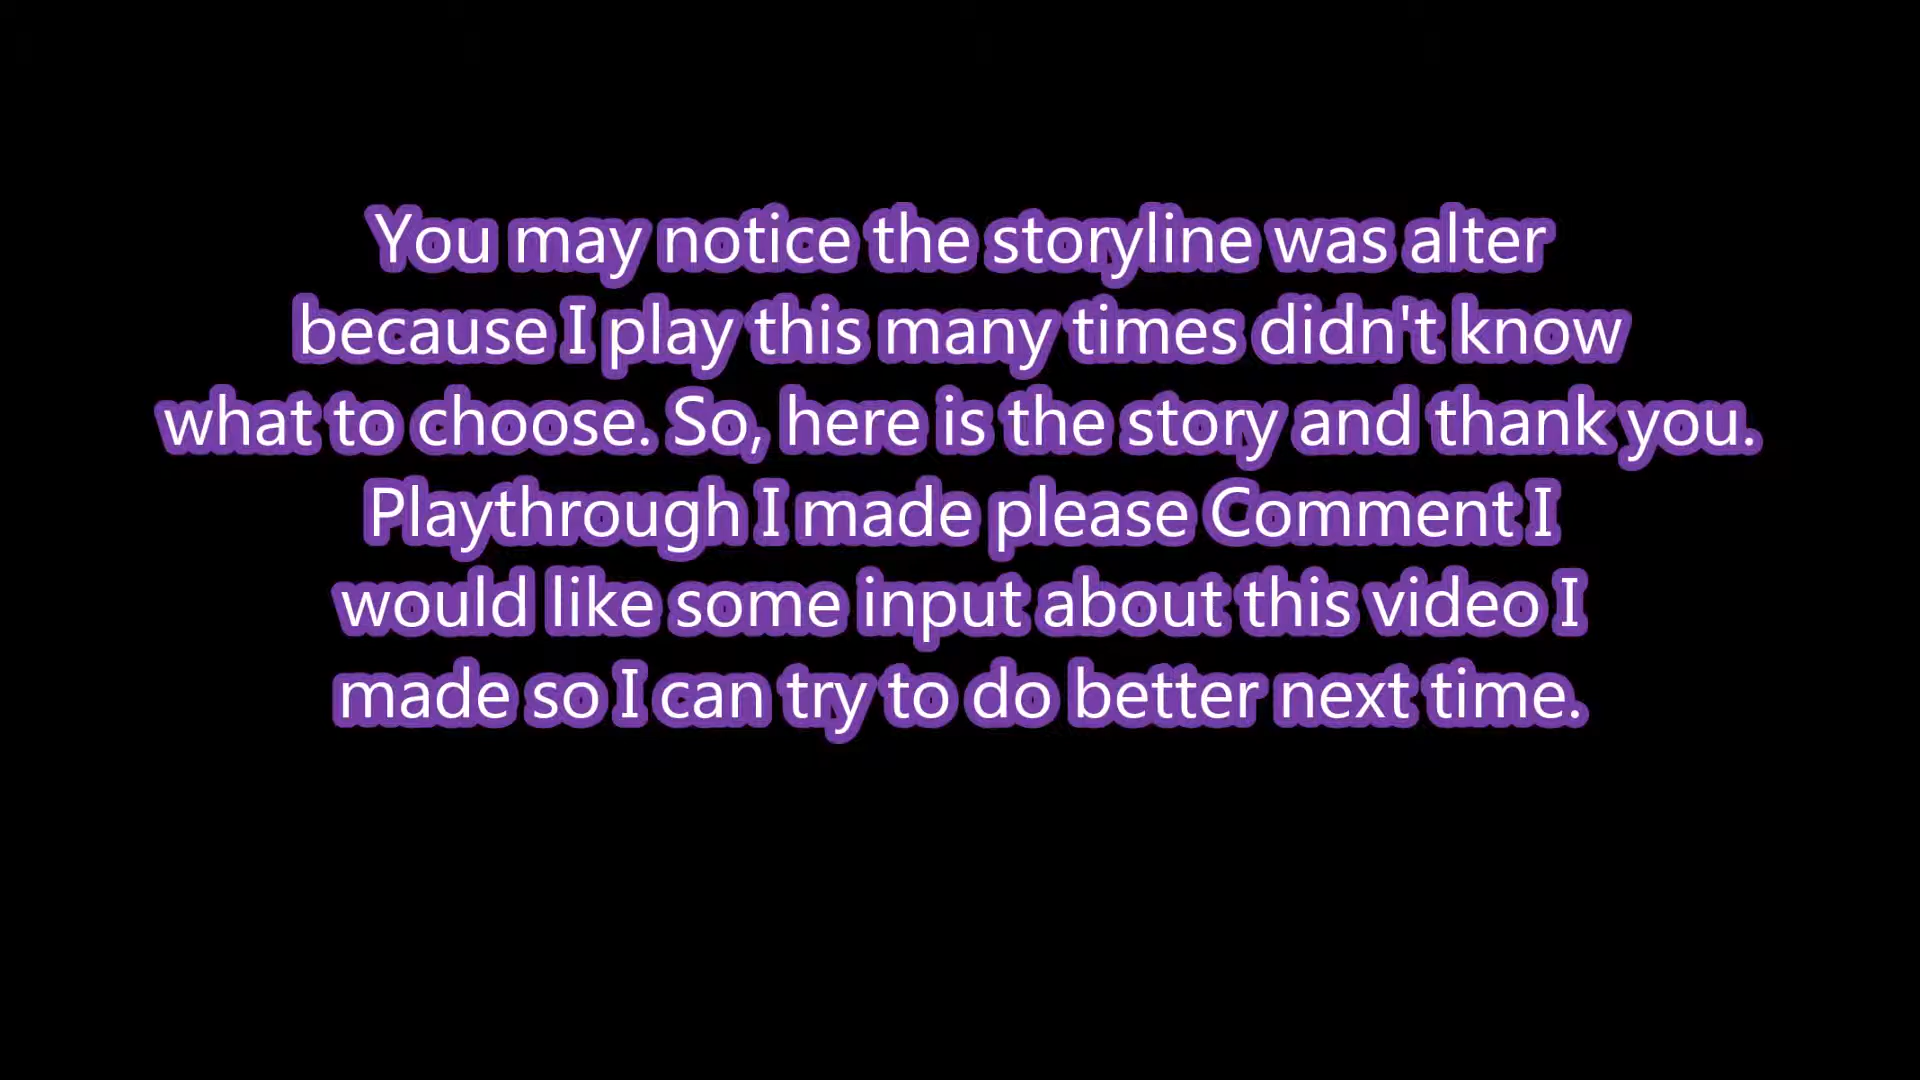 You may notice the storyline was alter
because I play this many times didn't know
what to choose. So, here is the story and thank you.
Playthrough I made please Comment I
would like some input about this video I
made so I can try to do better next time.